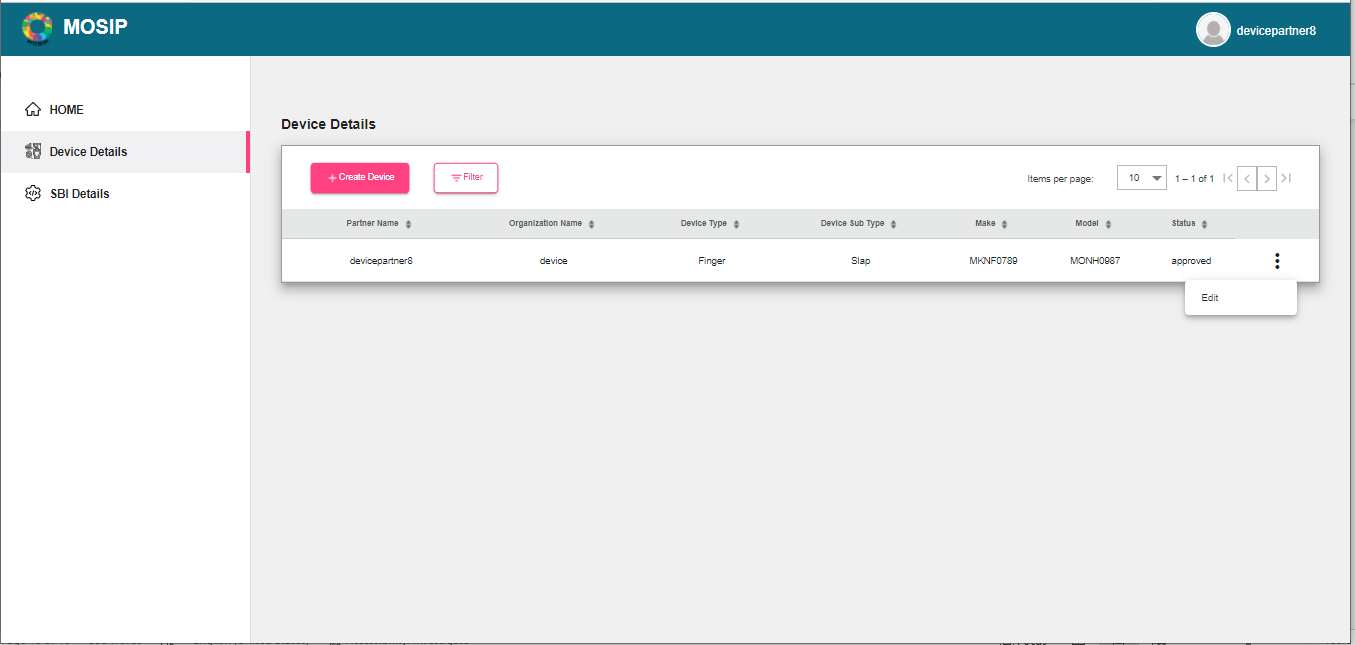 MOSIP
MOSIP
devicepartner8
HOME
Device Details
SBI Details
Device Details
+ Create Device
Filter
Items per page:
10
1 – 1 of 1
Partner Name
Organization Name
Device Type
Device Sub Type
Make
Model
Status
devicepartner8
device
Finger
Slap
MKNF0789
MONH0987
approved
Edit